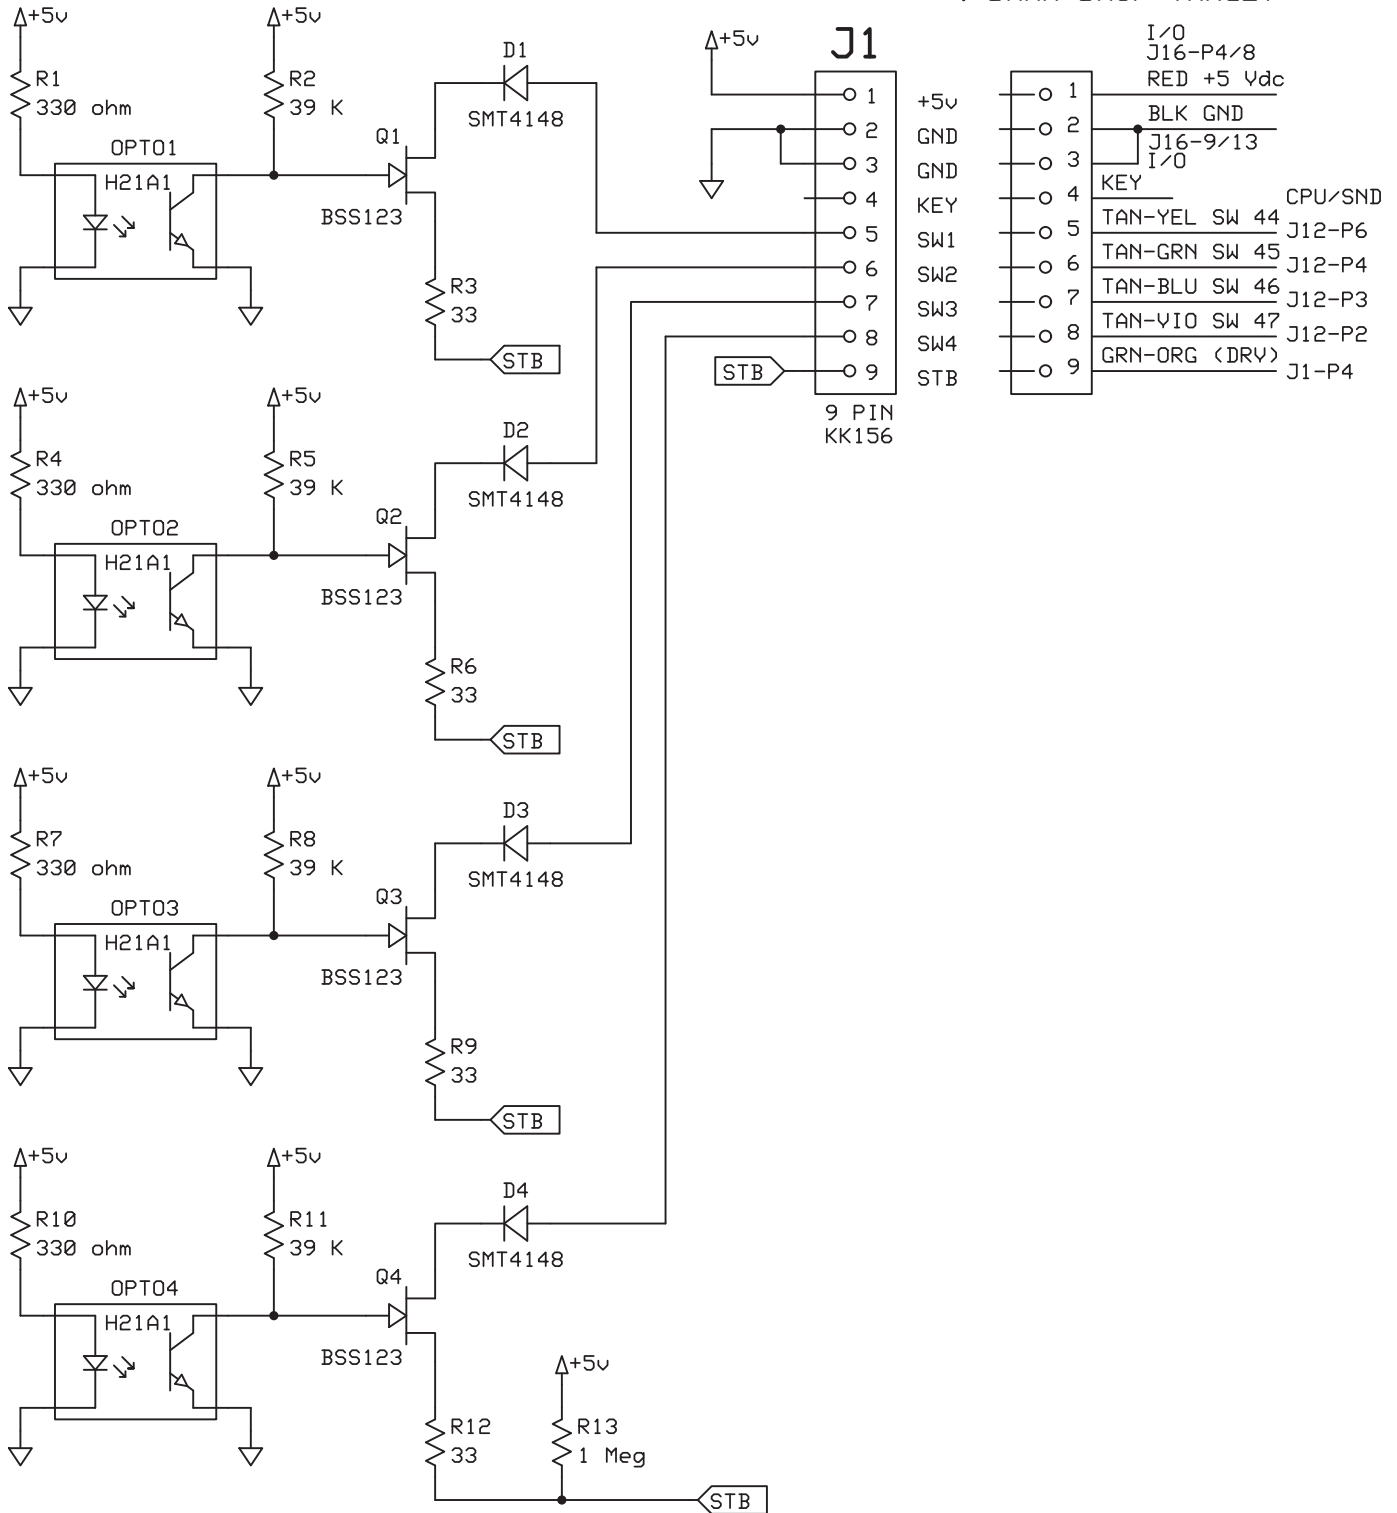 +5v
+5v
R1
330 ohm
R2
39 K
D1
SMT4148
Q1
BSS123
OPTO1
H21A1
R3
33
STB
+5v
+5v
R4
330 ohm
R5
39 K
D2
SMT4148
Q2
BSS123
OPTO2
H21A1
R6
33
STB
+5v
+5v
R7
330 ohm
R8
39 K
D3
SMT4148
Q3
BSS123
OPTO3
H21A1
R9
33
STB
+5v
+5v
R10
330 ohm
R11
39 K
D4
SMT4148
Q4
BSS123
OPTO4
H21A1
R12
33
+5v
R13
1 Meg
STB
+5v
J1
1
2
3
4
5
6
7
8
9
STB
9 PIN
KK156
+5v
GND
GND
KEY
SW1
SW2
SW3
SW4
STB
1
2
3
4
5
6
7
8
9
I/O
J16-P4/8
RED +5 Vdc
BLK GND
J16-9/13
I/O
KEY
CPU/SND
TAN-YEL SW 44
J12-P6
TAN-GRN SW 45
J12-P4
TAN-BLU SW 46
J12-P3
TAN-VIO SW 47
J12-P2
GRN-ORG (DRV)
J1-P4